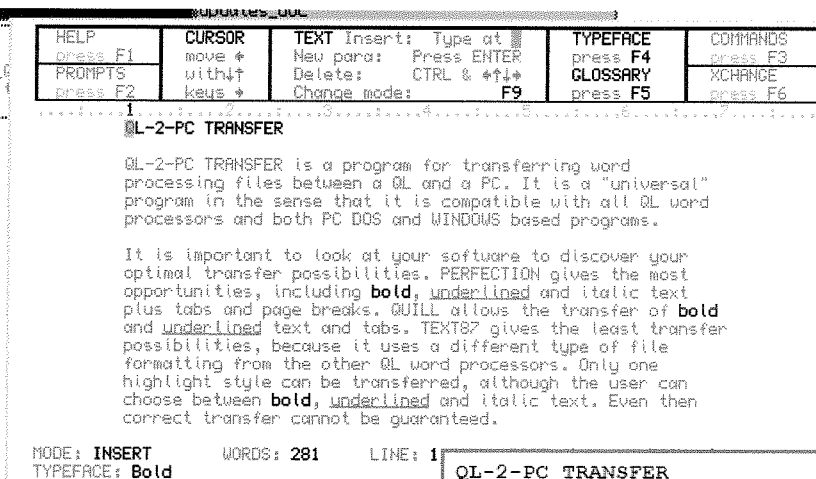 updates_doc
HELP CURSOR TEXT Insert: Type at TYPEFACE COMMANDS
press F1 move New para: Press ENTER press F4 press F3
PROMPTS with↓↑ Delete: CTRL & ←↑↓→ GLOSSARY XCHANGE
press F2 keys → Change mode: F9 press F5 press F6
1 2 3 4 5 6 7
QL-2-PC TRANSFER
QL-2-PC TRANSFER is a program for transferring word
processing files between a QL and a PC. It is a "universal"
program in the sense that it is compatible with all QL word
processors and both PC DOS and WINDOWS based programs.
It is important to look at your software to discover your
optimal transfer possibilities. PERFECTION gives the most
opportunities, including bold, underlined and italic text
plus tabs and page breaks. QUILL allows the transfer of bold
and underlined text and tabs. TEXT87 gives the least transfer
possibilities, because it uses a different type of file
formatting from the other QL word processors. Only one
highlight style can be transferred, although the user can
choose between bold, underlined and italic text. Even then
correct transfer cannot be guaranteed.
MODE: INSERT WORDS: 281 LINE: 1
TYPEFACE: Bold
QL-2-PC TRANSFER